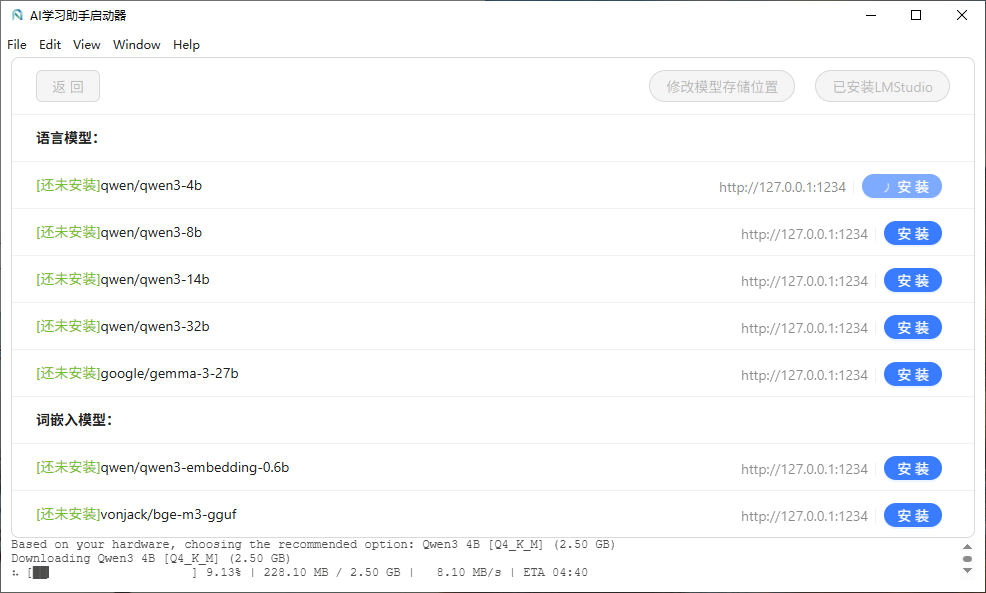 AI学习助手启动器
File Edit View Window Help
返 回 修改模型存储位置 已安装LMStudio
语言模型：
[还未安装]qwen/qwen3-4b http://127.0.0.1:1234 安 装
[还未安装]qwen/qwen3-8b http://127.0.0.1:1234 安 装
[还未安装]qwen/qwen3-14b http://127.0.0.1:1234 安 装
[还未安装]qwen/qwen3-32b http://127.0.0.1:1234 安 装
[还未安装]google/gemma-3-27b http://127.0.0.1:1234 安 装
词嵌入模型：
[还未安装]qwen/qwen3-embedding-0.6b http://127.0.0.1:1234 安 装
[还未安装]vonjack/bge-m3-gguf http://127.0.0.1:1234 安 装
Based on your hardware, choosing the recommended option: Qwen3 4B [Q4_K_M] (2.50 GB)
Downloading Qwen3 4B [Q4_K_M] (2.50 GB)
[██ ] 9.13% | 228.10 MB / 2.50 GB | 8.10 MB/s | ETA 04:40